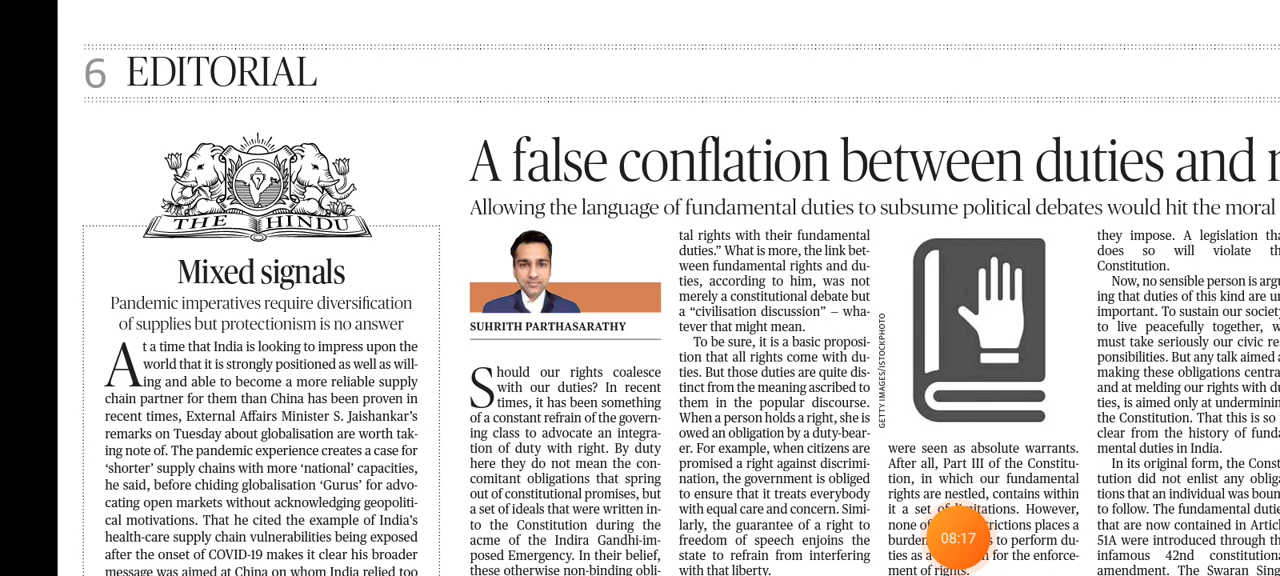 6 EDITORIAL
THE HINDU
Mixed signals
Pandemic imperatives require diversification
of supplies but protectionism is no answer
At a time that India is looking to impress upon the
world that it is strongly positioned as well as will-
ing and able to become a more reliable supply
chain partner for them than China has been proven in
recent times, External Affairs Minister S. Jaishankar’s
remarks on Tuesday about globalisation are worth tak-
ing note of. The pandemic experience creates a case for
‘shorter’ supply chains with more ‘national’ capacities,
he said, before chiding globalisation ‘Gurus’ for advo-
cating open markets without acknowledging geopoliti-
cal motivations. That he cited the example of India’s
health-care supply chain vulnerabilities being exposed
after the onset of COVID-19 makes it clear his broader
message was aimed at China on whom India relied too
A false conflation between duties and
Allowing the language of fundamental duties to subsume political debates would hit the moral
SUHRITH PARTHASARATHY
Should our rights coalesce
with our duties? In recent
times, it has been something
of a constant refrain of the govern-
ing class to advocate an integra-
tion of duty with right. By duty
here they do not mean the con-
comitant obligations that spring
out of constitutional promises, but
a set of ideals that were written in-
to the Constitution during the
acme of the Indira Gandhi-im-
posed Emergency. In their belief,
these otherwise non-binding obli-
tal rights with their fundamental
duties.” What is more, the link bet-
ween fundamental rights and du-
ties, according to him, was not
merely a constitutional debate but
a “civilisation discussion” – wha-
tever that might mean.
To be sure, it is a basic proposi-
tion that all rights come with du-
ties. But those duties are quite dis-
tinct from the meaning ascribed to
them in the popular discourse.
When a person holds a right, she is
owed an obligation by a duty-bear-
er. For example, when citizens are
promised a right against discrimi-
nation, the government is obliged
to ensure that it treats everybody
with equal care and concern. Simi-
larly, the guarantee of a right to
freedom of speech enjoins the
state to refrain from interfering
with that liberty.
GETTY IMAGES/ISTOCKPHOTO
were seen as absolute warrants.
After all, Part III of the Constitu-
tion, in which our fundamental
rights are nestled, contains within
it a set of limitations. However,
none of rictions places a
burden to perform du-
ties as a for the enforce-
ment of rights.
08:17
they impose. A legislation tha
does so will violate th
Constitution.
Now, no sensible person is argu
ing that duties of this kind are un
important. To sustain our society
to live peacefully together, w
must take seriously our civic res
ponsibilities. But any talk aimed a
making these obligations centra
and at melding our rights with du
ties, is aimed only at undermining
the Constitution. That this is so i
clear from the history of funda
mental duties in India.
In its original form, the Const
tution did not enlist any obliga
tions that an individual was boun
to follow. The fundamental dutie
that are now contained in Articl
51A were introduced through th
infamous 42nd constitution
amendment. The Swaran Sing